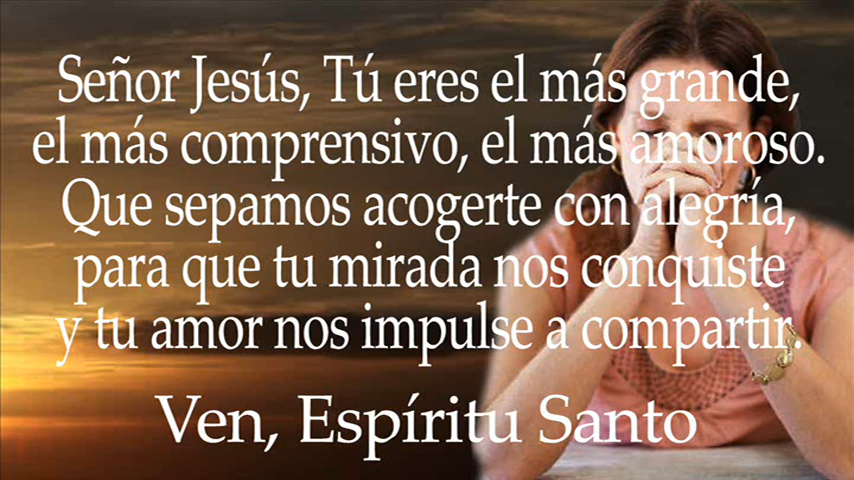 Señor Jesús, Tú eres el más grande,
el más comprensivo, el más amoroso.
Que sepamos acogerte con alegría,
para que tu mirada nos conquiste
y tu amor nos impulse a compartir.
Ven, Espíritu Santo